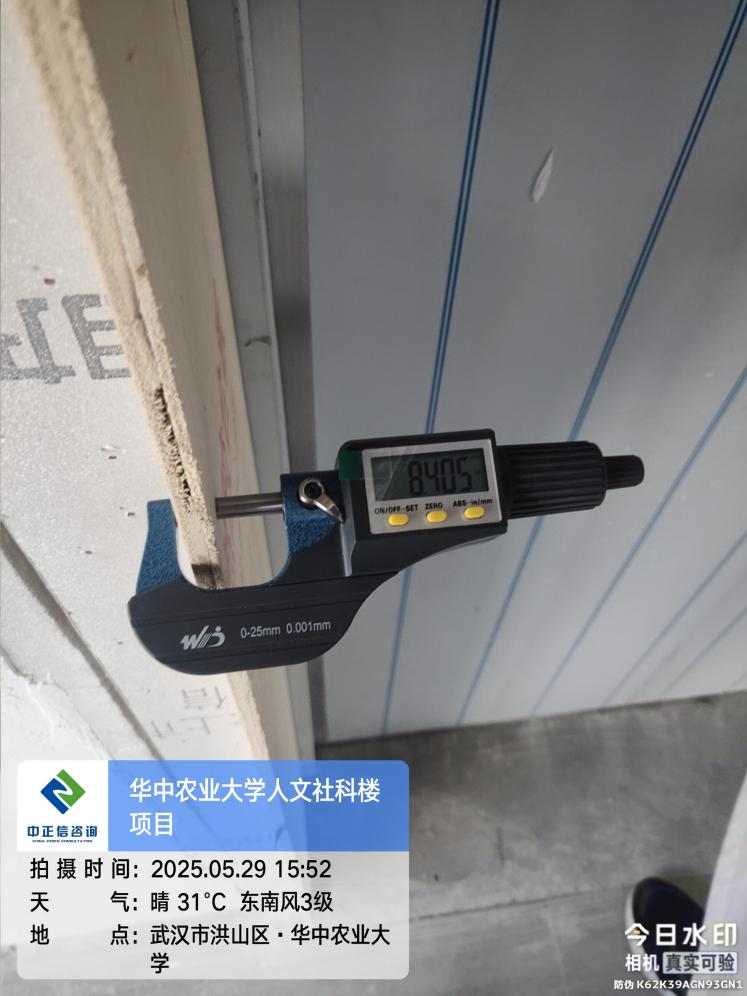 8.405
ON/OFF-SET ZERO ABS-in/mm
0-25mm 0.001mm
中正信咨询
华中农业大学人文社科楼
项目
拍摄时间: 2025.05.29 15:52
天 气: 晴 31℃ 东南风3级
地 点: 武汉市洪山区·华中农业大
学
今日水印
相机 真实可验
防伪 K62K39AGN93GN1